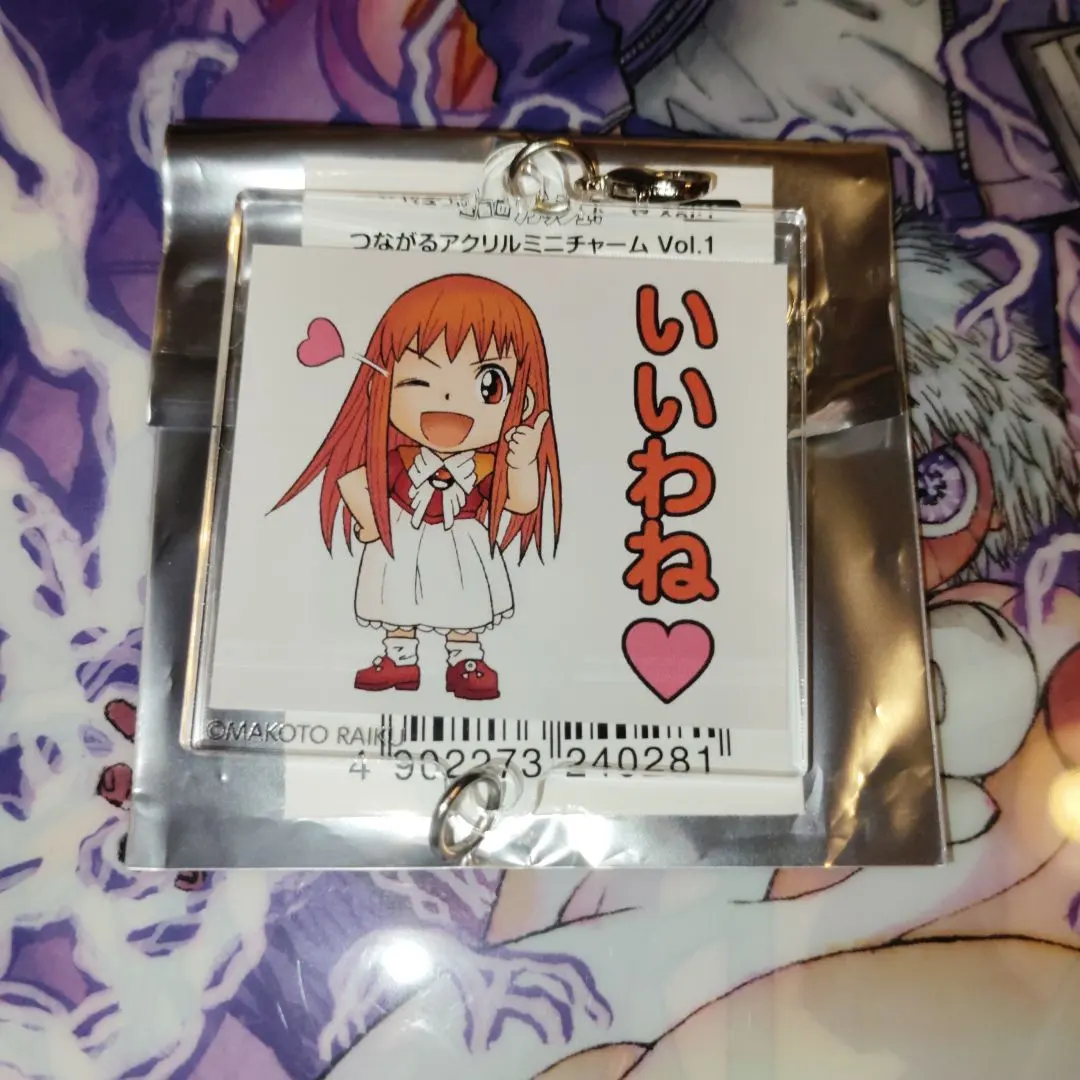 つながるアクリルミニチャーム Vol.1
いいわね
©MAKOTO RAIKU
4 902273 240281